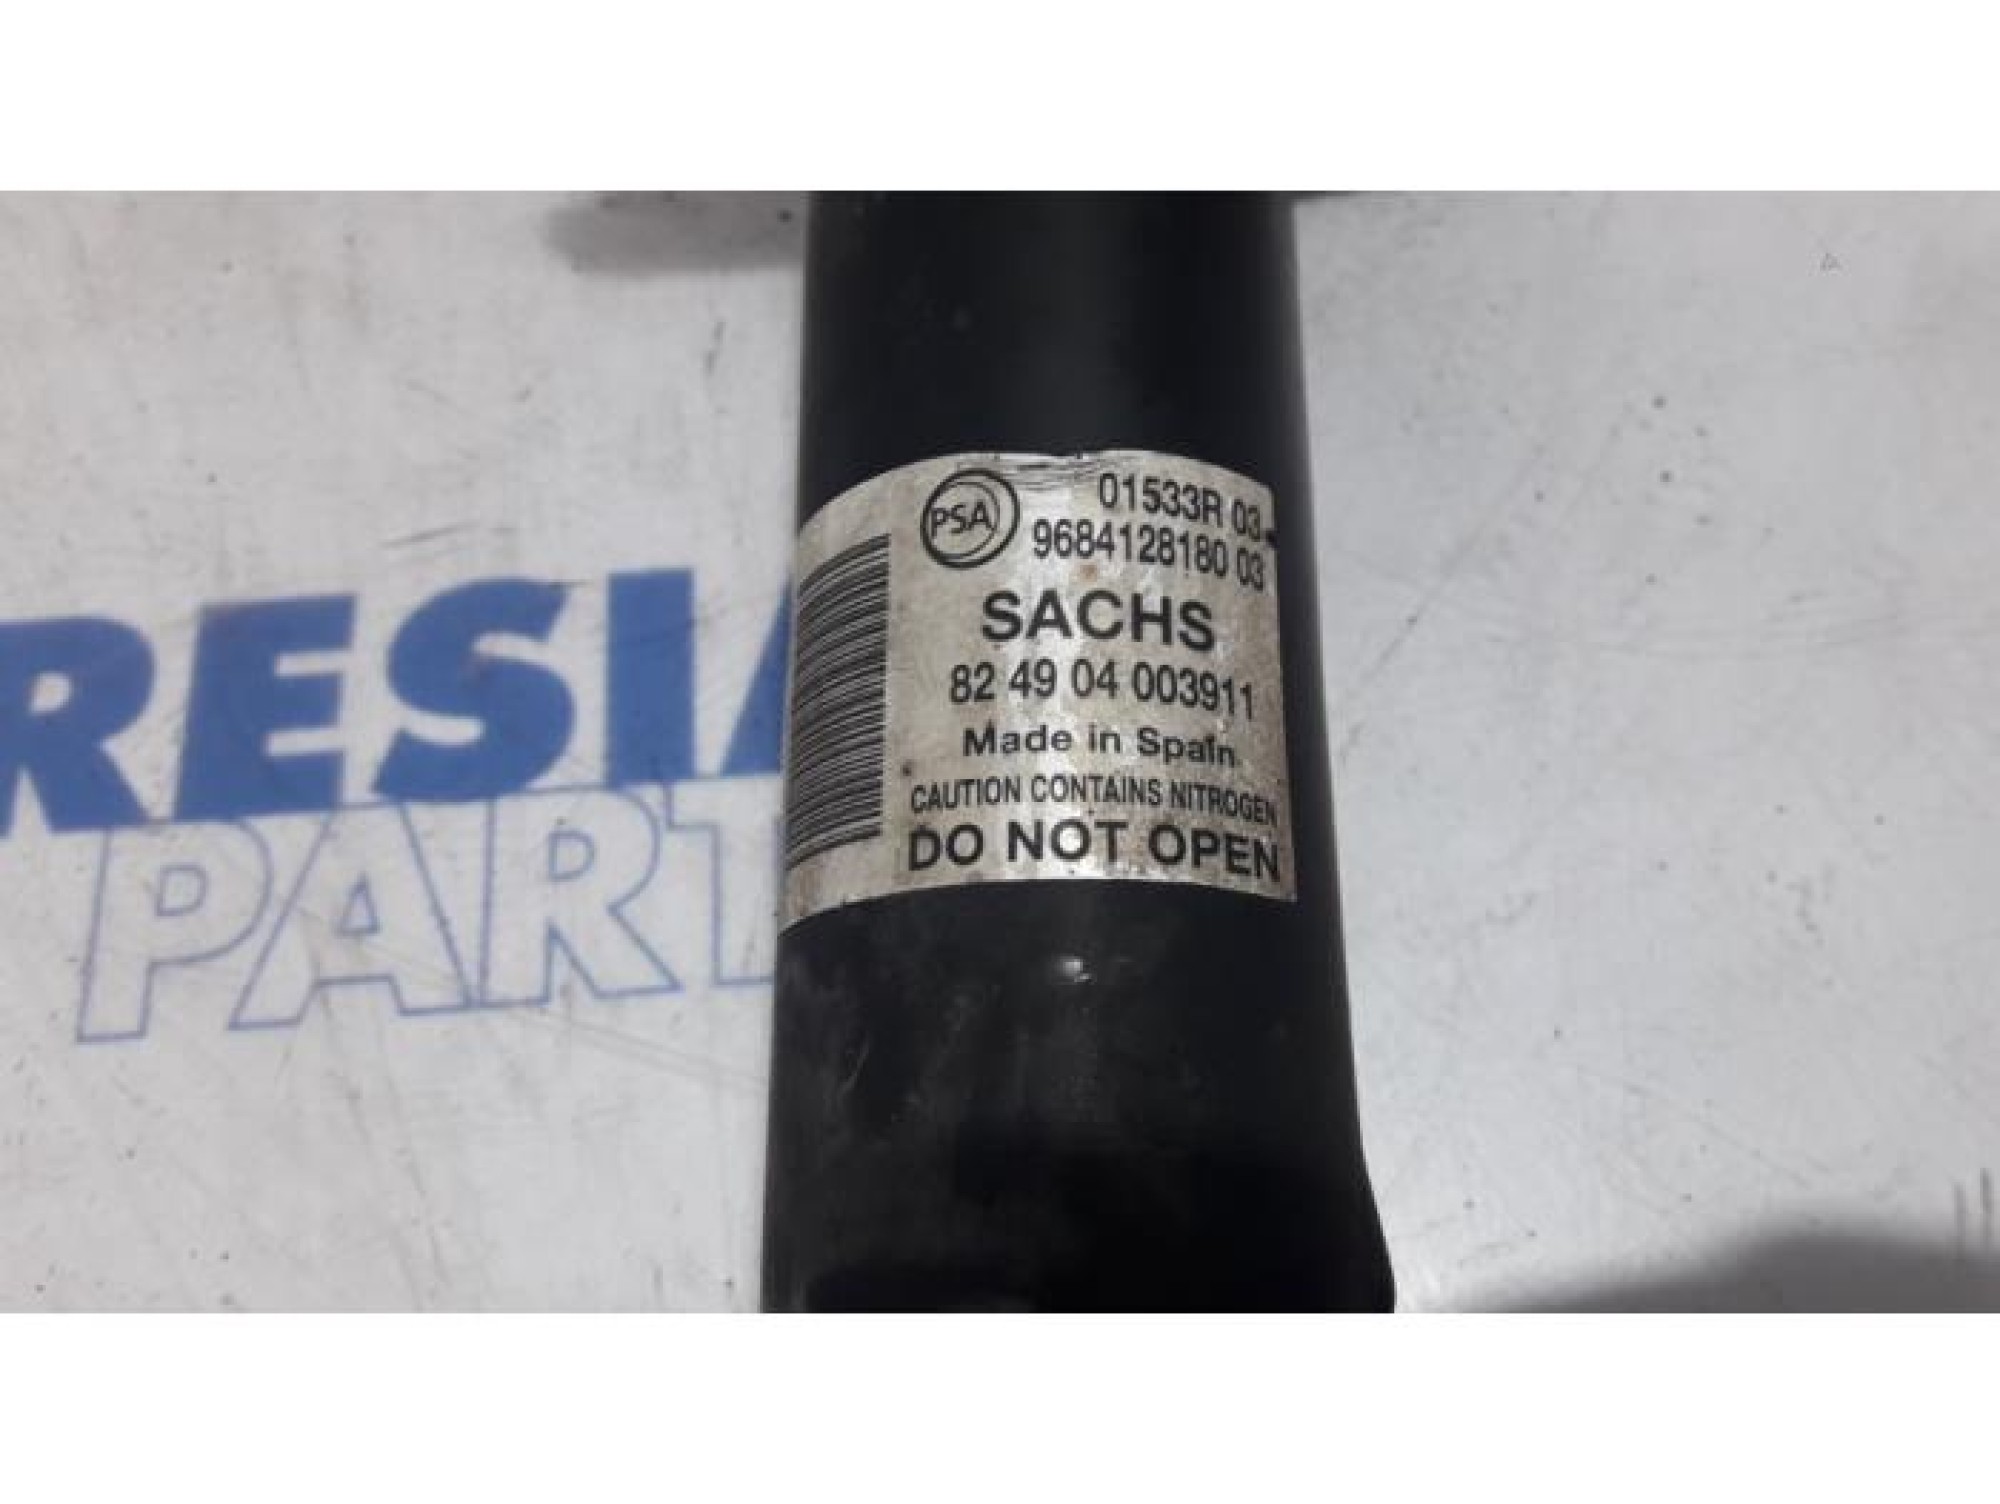 PSA
01533R 03
9684128180 03
SACHS
82 49 04 003911
Made in Spain
CAUTION CONTAINS NITROGEN
DO NOT OPEN
RESIA
PART